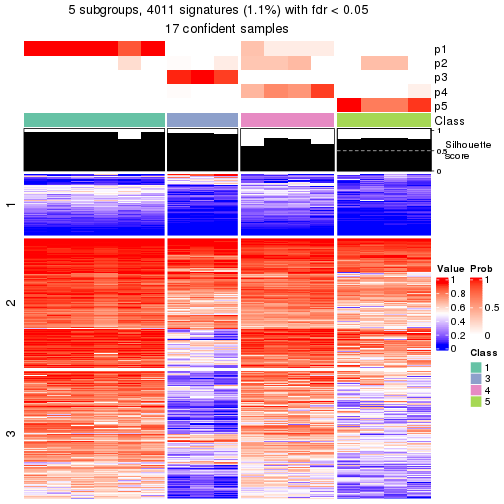 5 subgroups, 4011 signatures (1.1%) with fdr < 0.05
17 confident samples
p1
p2
p3
p4
p5
Class
1
0.5
0
Silhouette
score
1
2
3
Value
1
0.8
0.6
0.4
0.2
0
Prob
1
0.5
0
Class
1
3
4
5